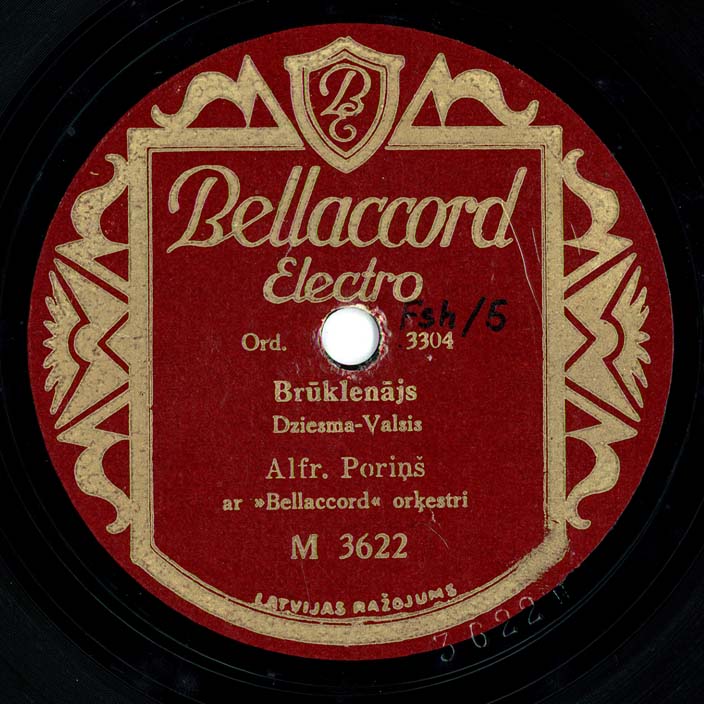 BE
Bellaccord
Electro
Fsh/5
Ord. 3304
Brūklenājs
Dziesma-Valsis
Alfr. Poriņš
ar »Bellaccord« orķestri
M 3622
LATVIJAS RAŽOJUMS
3622